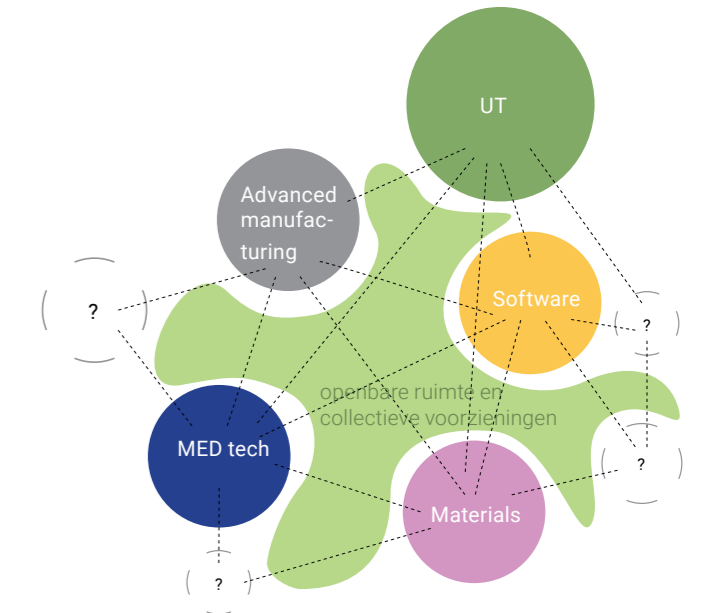 UT
Advanced
manufac-
turing
Software
?
?
openbare ruimte en
collectieve voorzieningen
MED tech
?
Materials
?